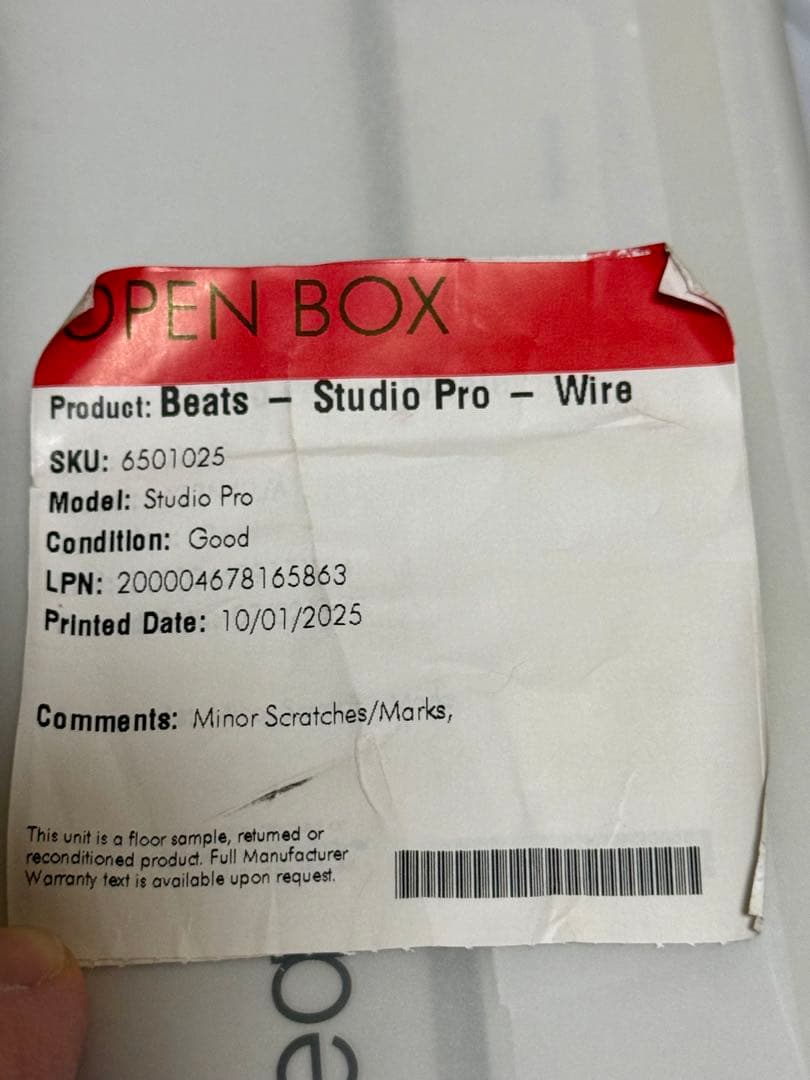 OPEN BOX
Product: Beats - Studio Pro - Wire
SKU: 6501025
Model: Studio Pro
Condition: Good
LPN: 200004678165863
Printed Date: 10/01/2025
Comments: Minor Scratches/Marks,
This unit is a floor sample, returned or
reconditioned product. Full Manufacturer
Warranty text is available upon request.